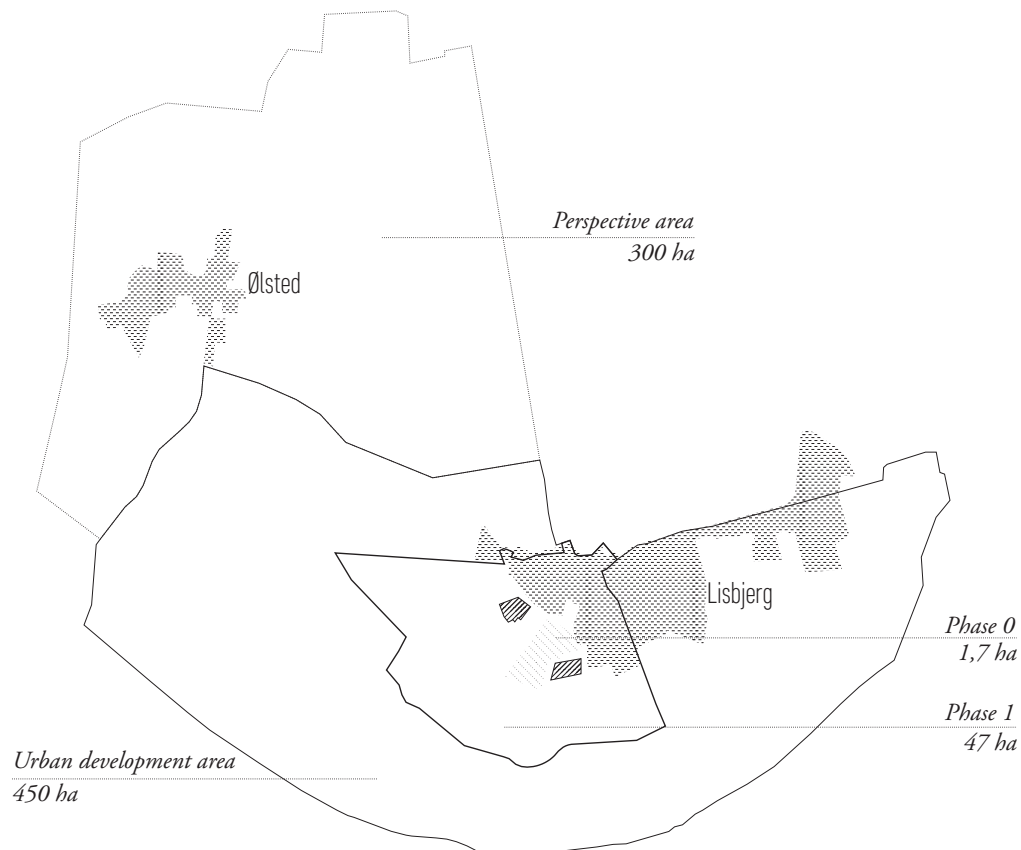 Perspective area
300 ha
Ølsted
Lisbjerg
Phase 0
1,7 ha
Phase 1
47 ha
Urban development area
450 ha